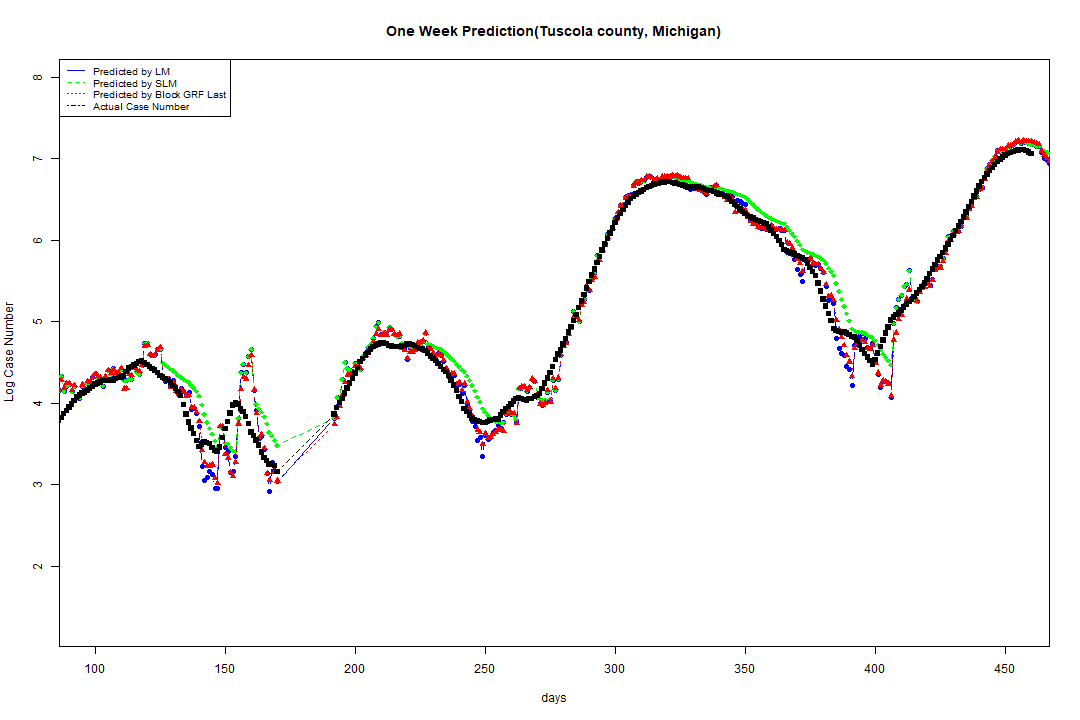 One Week Prediction(Tuscola county, Michigan)
Predicted by LM
Predicted by SLM
Predicted by Block GRF Last
Actual Case Number
8
7
6
5
4
3
2
Log Case Number
100 150 200 250 300 350 400 450
days